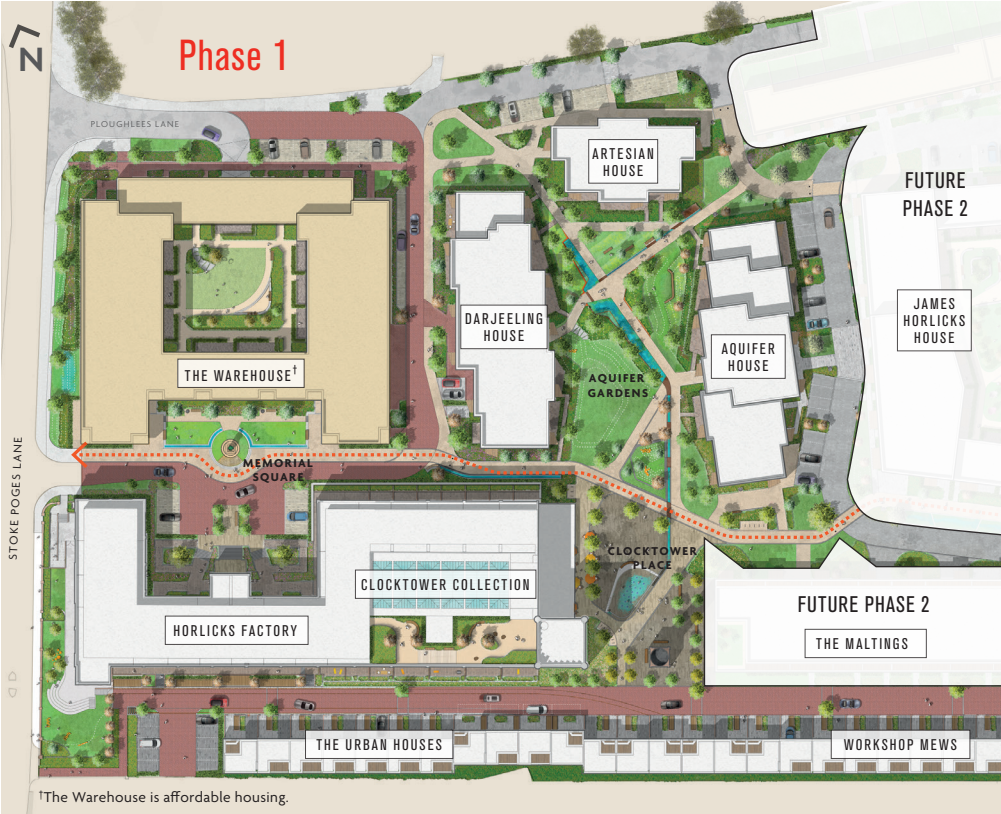 N
Phase 1
PLOUGHLEES LANE
ARTESIAN
HOUSE
FUTURE
PHASE 2
DARJEELING
HOUSE
JAMES
HORLICKS
HOUSE
AQUIFER
HOUSE
THE WAREHOUSE†
AQUIFER
GARDENS
MEMORIAL
SQUARE
STOKE POGES LANE
CLOCKTOWER
PLACE
CLOCKTOWER COLLECTION
FUTURE PHASE 2
HORLICKS FACTORY
THE MALTINGS
THE URBAN HOUSES
WORKSHOP MEWS
†The Warehouse is affordable housing.